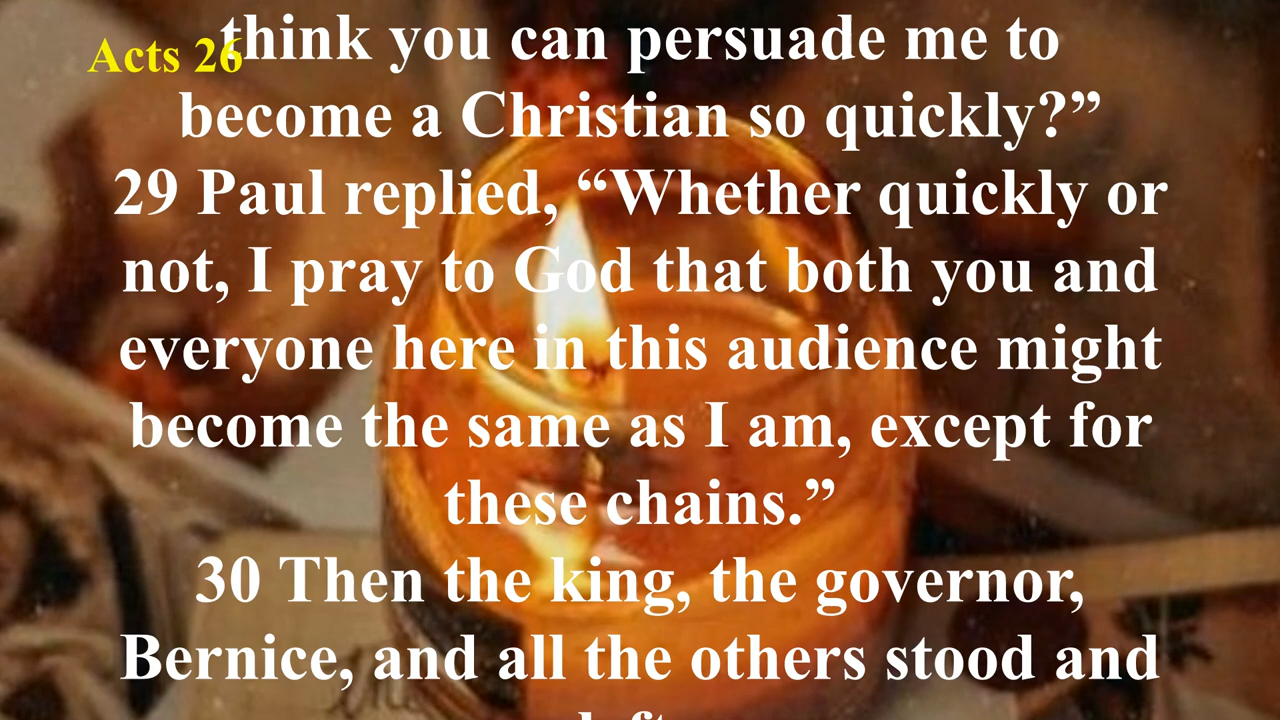 Acts 26
think you can persuade me to
become a Christian so quickly?”
29 Paul replied, “Whether quickly or
not, I pray to God that both you and
everyone here in this audience might
become the same as I am, except for
these chains.”
30 Then the king, the governor,
Bernice, and all the others stood and